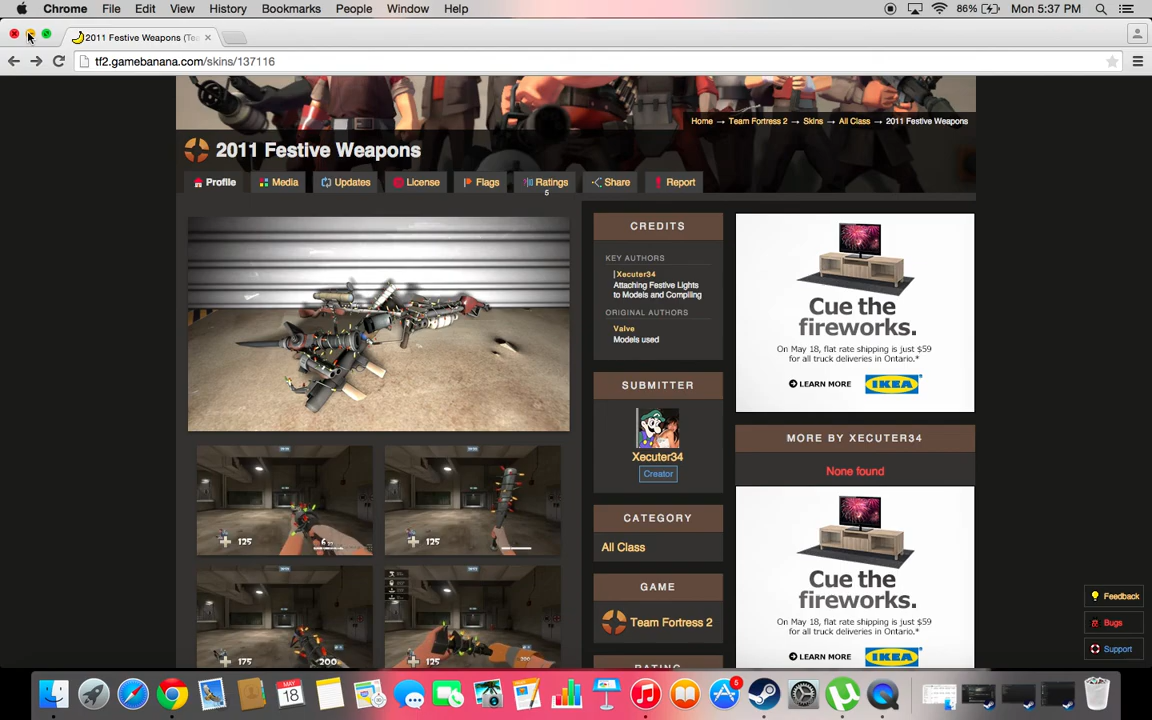 Chrome File Edit View History Bookmarks People Window Help 86% Mon 5:37 PM
2011 Festive Weapons (Tea
tf2.gamebanana.com/skins/137116
Home → Team Fortress 2 → Skins → All Class → 2011 Festive Weapons
2011 Festive Weapons
Profile Media Updates License Flags Ratings Share Report
5
CREDITS
KEY AUTHORS
Xecuter34
Attaching Festive Lights
to Models and Compiling
ORIGINAL AUTHORS
Valve
Models used
SUBMITTER
Xecuter34
Creator
CATEGORY
All Class
GAME
Team Fortress 2
RATING
Cue the
fireworks.
On May 18, flat rate shipping is just $59
for all truck deliveries in Ontario.*
LEARN MORE IKEA
MORE BY XECUTER34
None found
Cue the
fireworks.
On May 18, flat rate shipping is just $59
for all truck deliveries in Ontario.*
LEARN MORE IKEA
125
125
175 200
125
Feedback
Bugs
Support
MAY
18
5